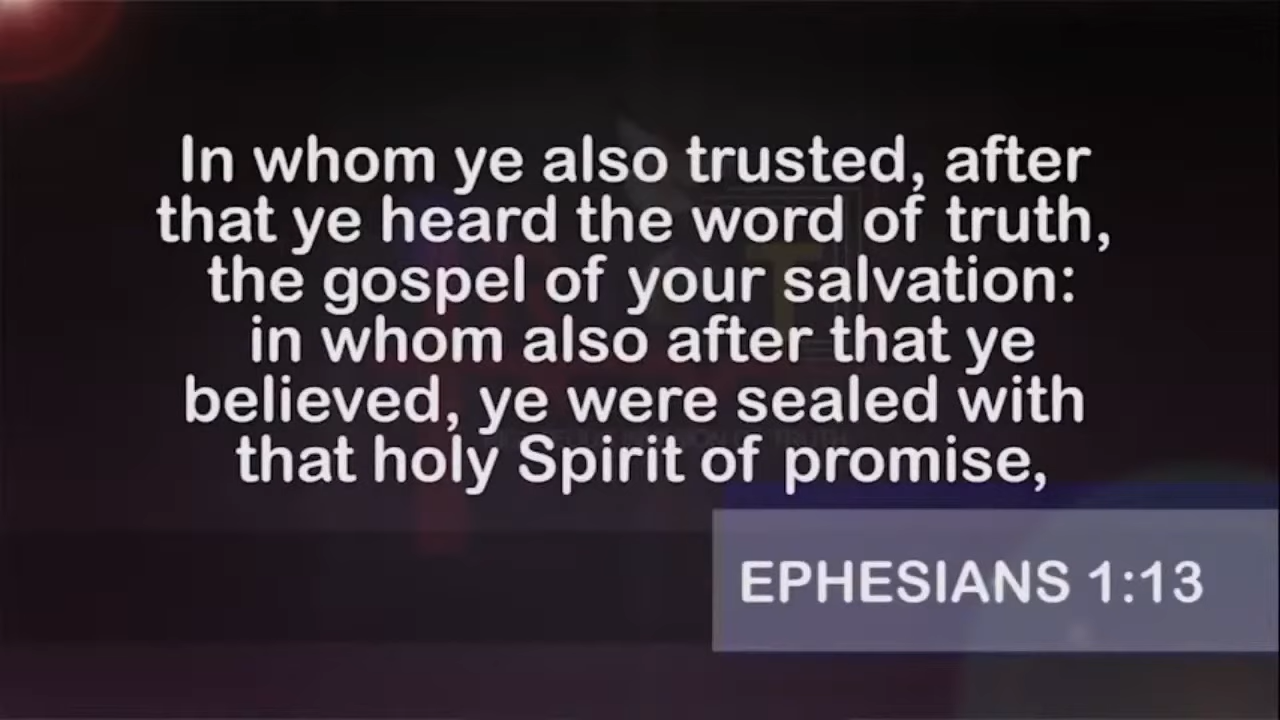 In whom ye also trusted, after
that ye heard the word of truth,
the gospel of your salvation:
in whom also after that ye
believed, ye were sealed with
that holy Spirit of promise,
EPHESIANS 1:13